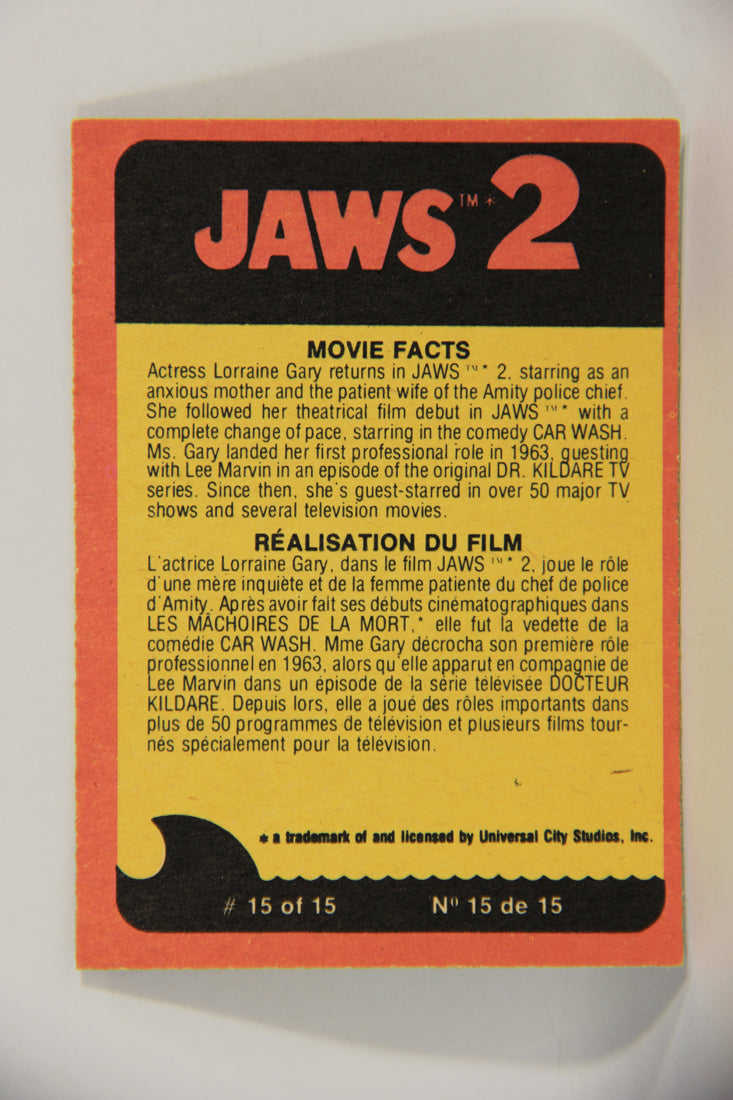 JAWS™* 2
MOVIE FACTS
Actress Lorraine Gary returns in JAWS ™* 2, starring as an
anxious mother and the patient wife of the Amity police chief.
She followed her theatrical film debut in JAWS ™* with a
complete change of pace, starring in the comedy CAR WASH.
Ms. Gary landed her first professional role in 1963, guesting
with Lee Marvin in an episode of the original DR. KILDARE TV
series. Since then, she's guest-starred in over 50 major TV
shows and several television movies.
RÉALISATION DU FILM
L'actrice Lorraine Gary, dans le film JAWS ™* 2, joue le rôle
d'une mère inquiète et de la femme patiente du chef de police
d'Amity. Après avoir fait ses débuts cinématographiques dans
LES MÂCHOIRES DE LA MORT,* elle fut la vedette de la
comédie CAR WASH. Mme Gary décrocha son première rôle
professionnel en 1963, alors qu'elle apparut en compagnie de
Lee Marvin dans un épisode de la série télévisée DOCTEUR
KILDARE. Depuis lors, elle a joué des rôles importants dans
plus de 50 programmes de télévision et plusieurs films tour-
nés spécialement pour la télévision.
* a trademark of and licensed by Universal City Studios, Inc.
# 15 of 15 Nº 15 de 15